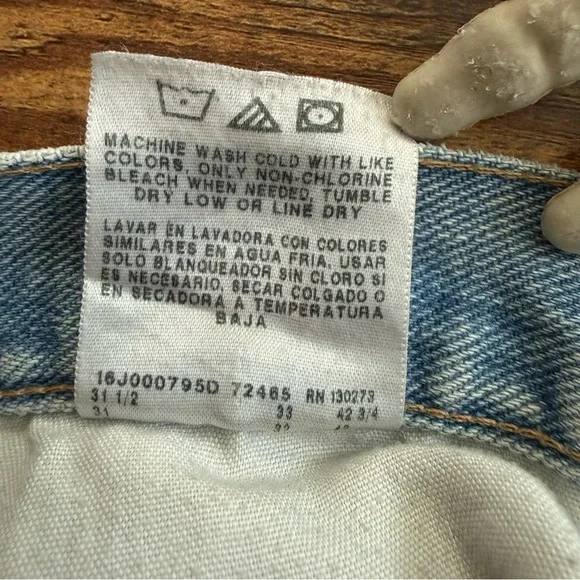 MACHINE WASH COLD WITH LIKE
COLORS, ONLY NON-CHLORINE
BLEACH WHEN NEEDED, TUMBLE
DRY LOW OR LINE DRY
LAVAR EN LAVADORA CON COLORES
SIMILARES EN AGUA FRIA, USAR
SOLO BLANQUEADOR SIN CLORO SI
ES NECESARIO, SECAR COLGADO O
EN SECADORA A TEMPERATURA
BAJA
16J000795D 72465 RN 130273
31 1/2 33 42 3/4
31